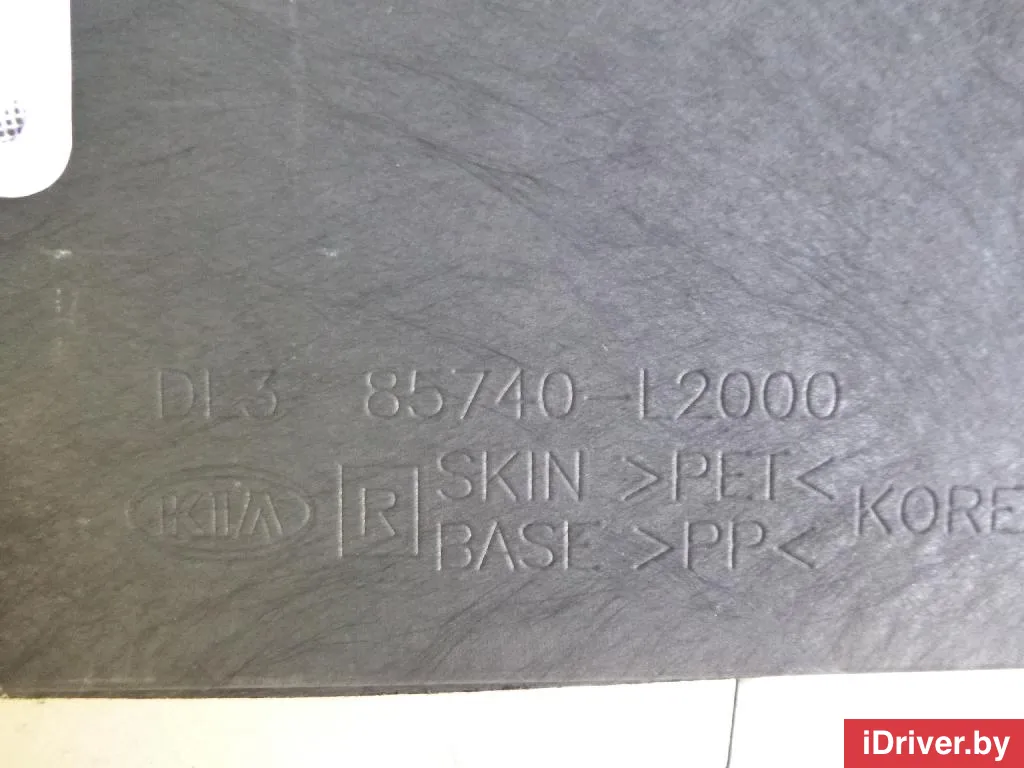 DL3 85740-L2000
KIA R SKIN >PET<
BASE >PP< KORE
iDriver.by